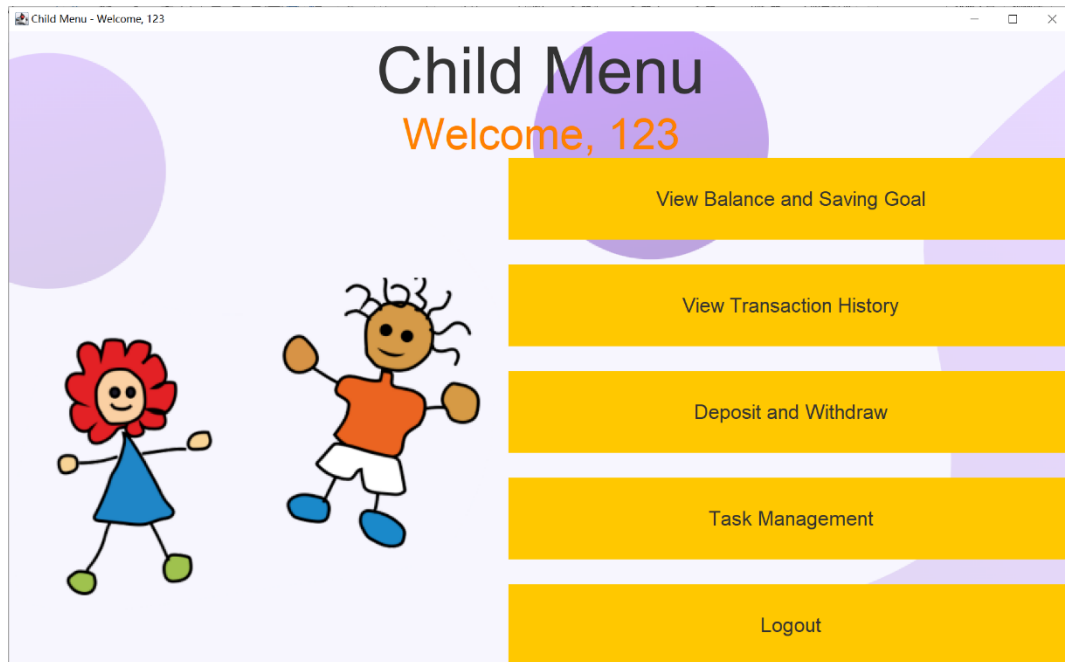 Child Menu - Welcome, 123
Child Menu
Welcome, 123
View Balance and Saving Goal
View Transaction History
Deposit and Withdraw
Task Management
Logout